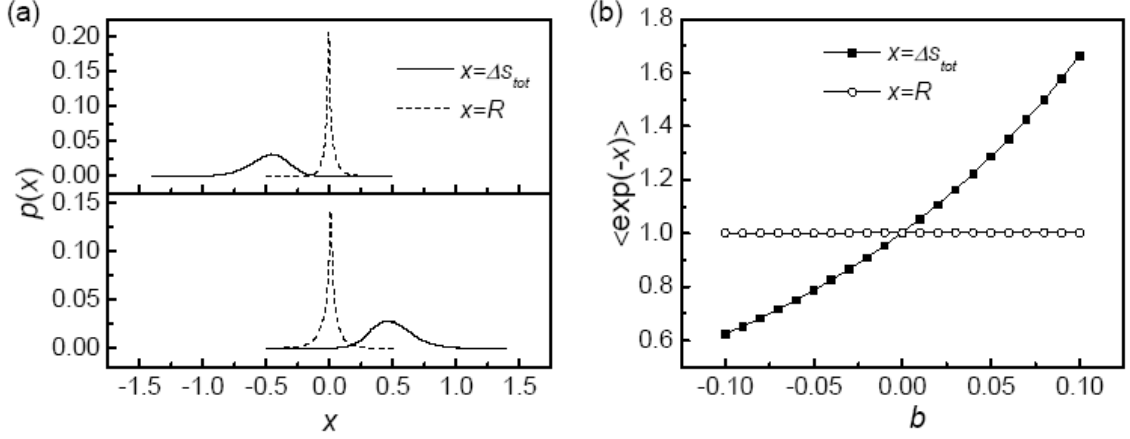 (a)
0.20
0.15
0.10
0.05
0.00
x=Δs_tot
x=R
0.15
0.10
0.05
0.00
p(x)
-1.5 -1.0 -0.5 0.0 0.5 1.0 1.5
x
(b)
1.8
1.6
1.4
1.2
1.0
0.8
0.6
x=Δs_tot
x=R
<exp(-x)>
-0.10 -0.05 0.00 0.05 0.10
b